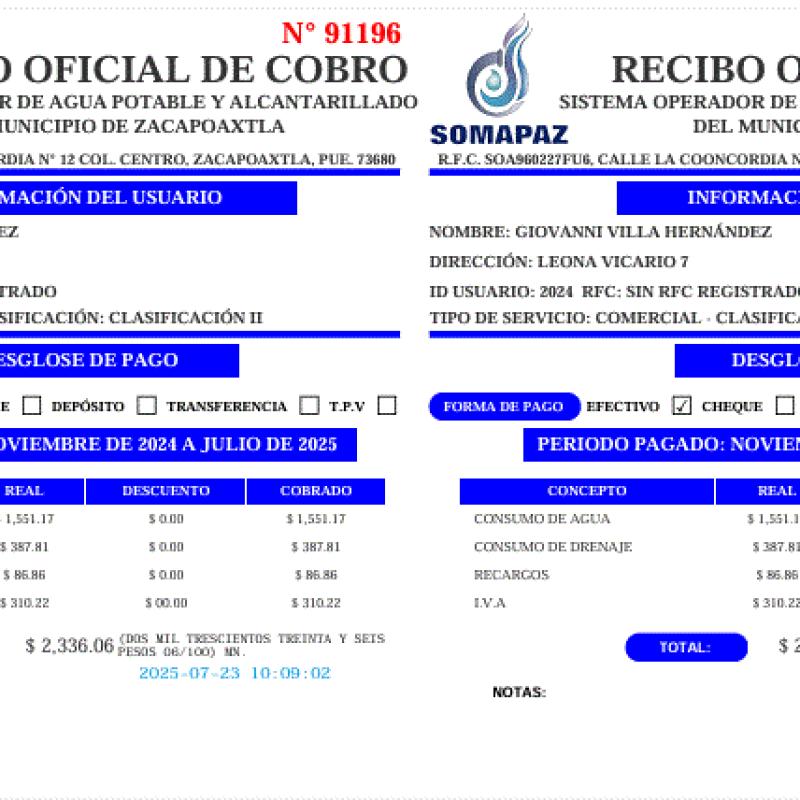 N° 91196
O OFICIAL DE COBRO
R DE AGUA POTABLE Y ALCANTARILLADO
MUNICIPIO DE ZACAPOAXTLA
RDIA N° 12 COL. CENTRO, ZACAPOAXTLA, PUE. 73680
MACIÓN DEL USUARIO
EZ
TRADO
SIFICACIÓN: CLASIFICACIÓN II
ESGLOSE DE PAGO
E DEPÓSITO TRANSFERENCIA T.P.V
OVIEMBRE DE 2024 A JULIO DE 2025
REAL DESCUENTO COBRADO
1,551.17 $ 0.00 $ 1,551.17
$ 387.81 $ 0.00 $ 387.81
$ 86.86 $ 0.00 $ 86.86
$ 310.22 $ 00.00 $ 310.22
$ 2,336.06 (DOS MIL TRESCIENTOS TREINTA Y SEIS
PESOS 06/100) MN.
2025-07-23 10:09:02
SOMAPAZ
RECIBO O
SISTEMA OPERADOR DE
DEL MUNIC
R.F.C. SOA960227FU6, CALLE LA COONCORDIA N
INFORMACI
NOMBRE: GIOVANNI VILLA HERNÁNDEZ
DIRECCIÓN: LEONA VICARIO 7
ID USUARIO: 2024 RFC: SIN RFC REGISTRADO
TIPO DE SERVICIO: COMERCIAL - CLASIFICA
DESGLO
FORMA DE PAGO EFECTIVO ✓ CHEQUE
PERIODO PAGADO: NOVIEM
CONCEPTO REAL
CONSUMO DE AGUA $ 1,551.1
CONSUMO DE DRENAJE $ 387.81
RECARGOS $ 86.86
I.V.A $ 310.22
TOTAL: $ 2
NOTAS: